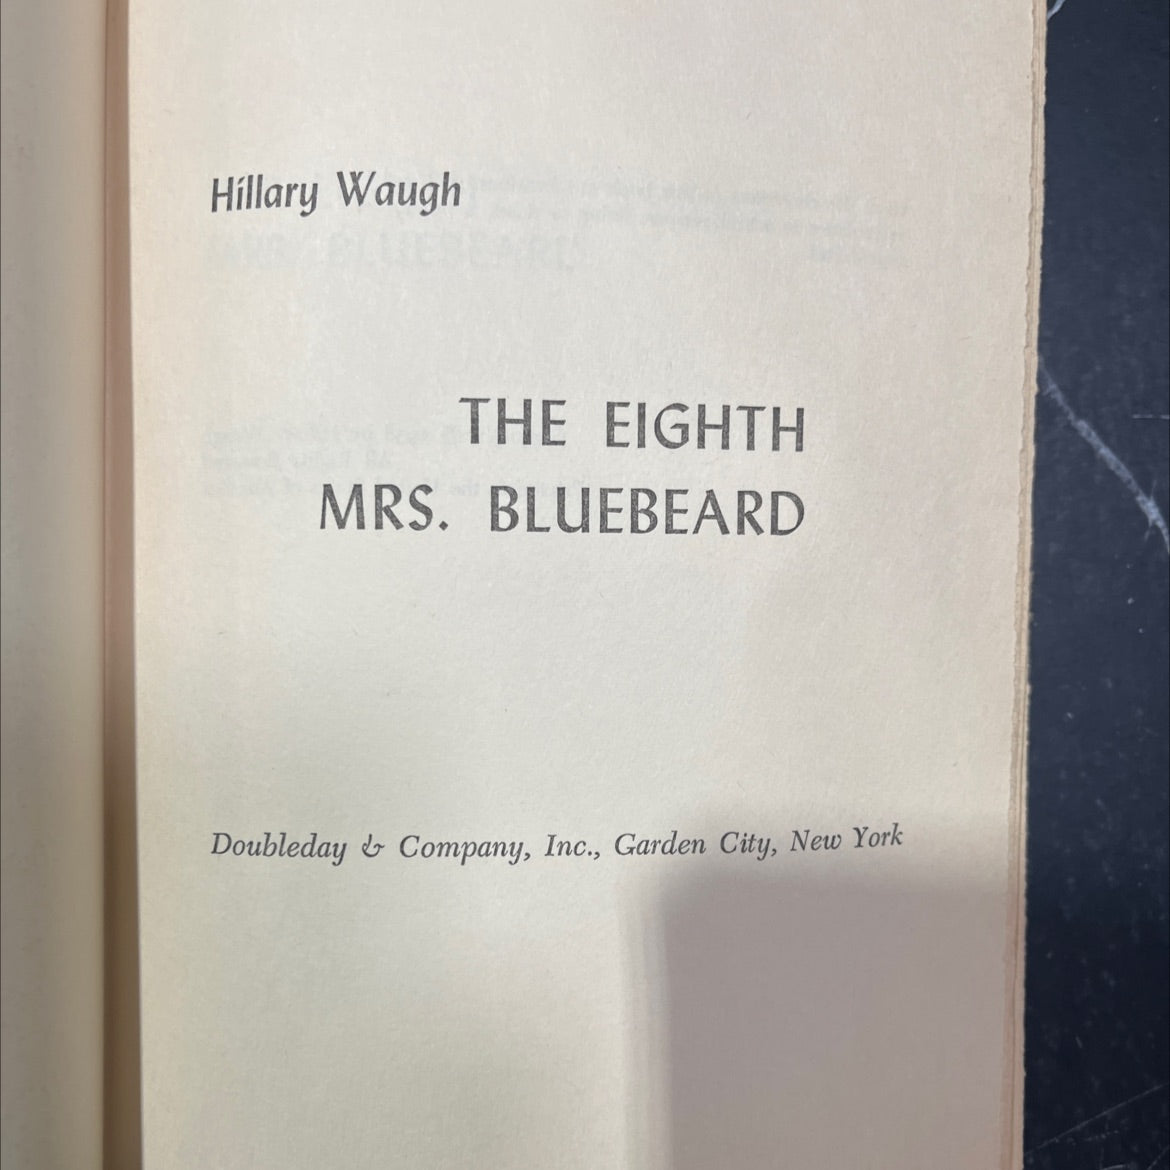 Hillary Waugh
THE EIGHTH
MRS. BLUEBEARD
Doubleday & Company, Inc., Garden City, New York